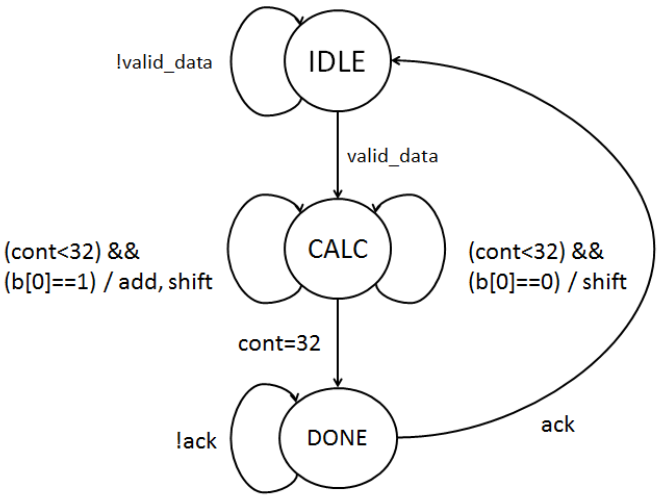 !valid_data
IDLE
valid_data
(cont<32) &&
(b[0]==1) / add, shift
CALC
(cont<32) &&
(b[0]==0) / shift
cont=32
!ack
DONE
ack